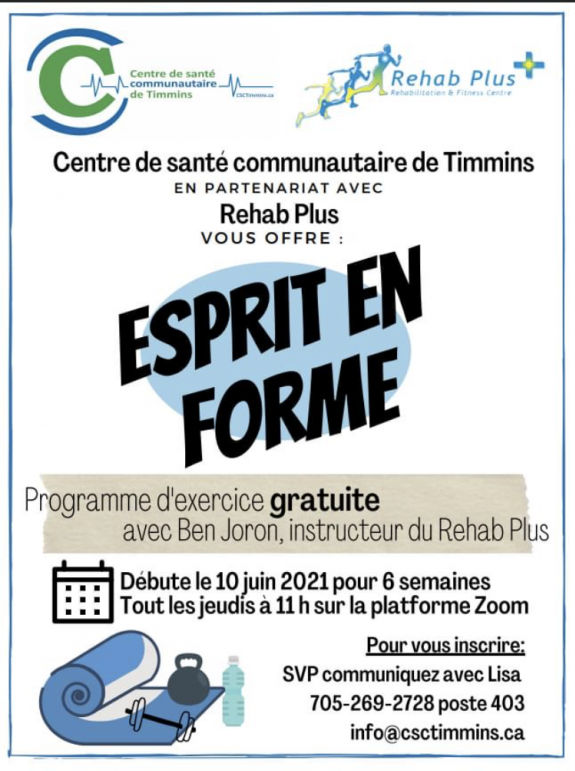 Centre de santé
communautaire
de Timmins
CSCTimmins.ca
Rehab Plus
Rehabilitation & Fitness Centre
Centre de santé communautaire de Timmins
EN PARTENARIAT AVEC
Rehab Plus
VOUS OFFRE :
ESPRIT EN
FORME
Programme d'exercice gratuite
avec Ben Joron, instructeur du Rehab Plus
Débute le 10 juin 2021 pour 6 semaines
Tout les jeudis à 11 h sur la platforme Zoom
Pour vous inscrire:
SVP communiquez avec Lisa
705-269-2728 poste 403
info@csctimmins.ca